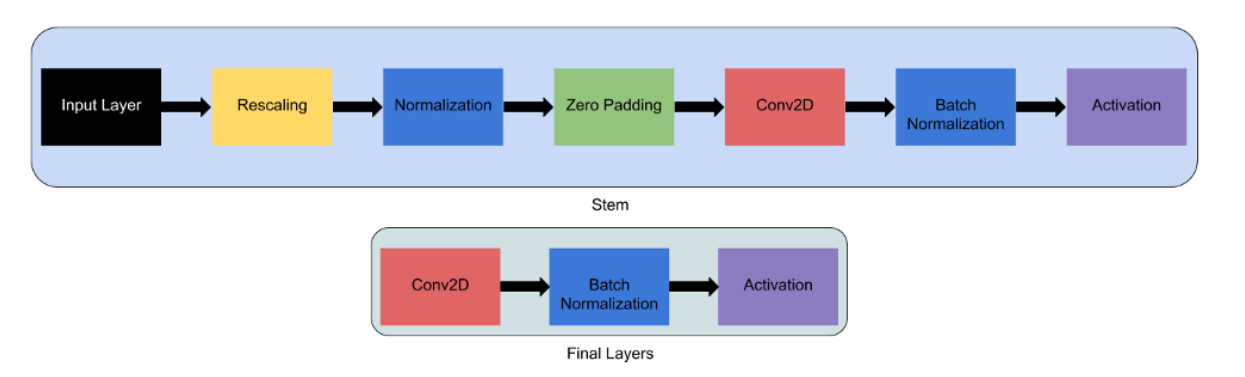 Input Layer
Rescaling
Normalization
Zero Padding
Conv2D
Batch
Normalization
Activation
Stem
Conv2D
Batch
Normalization
Activation
Final Layers